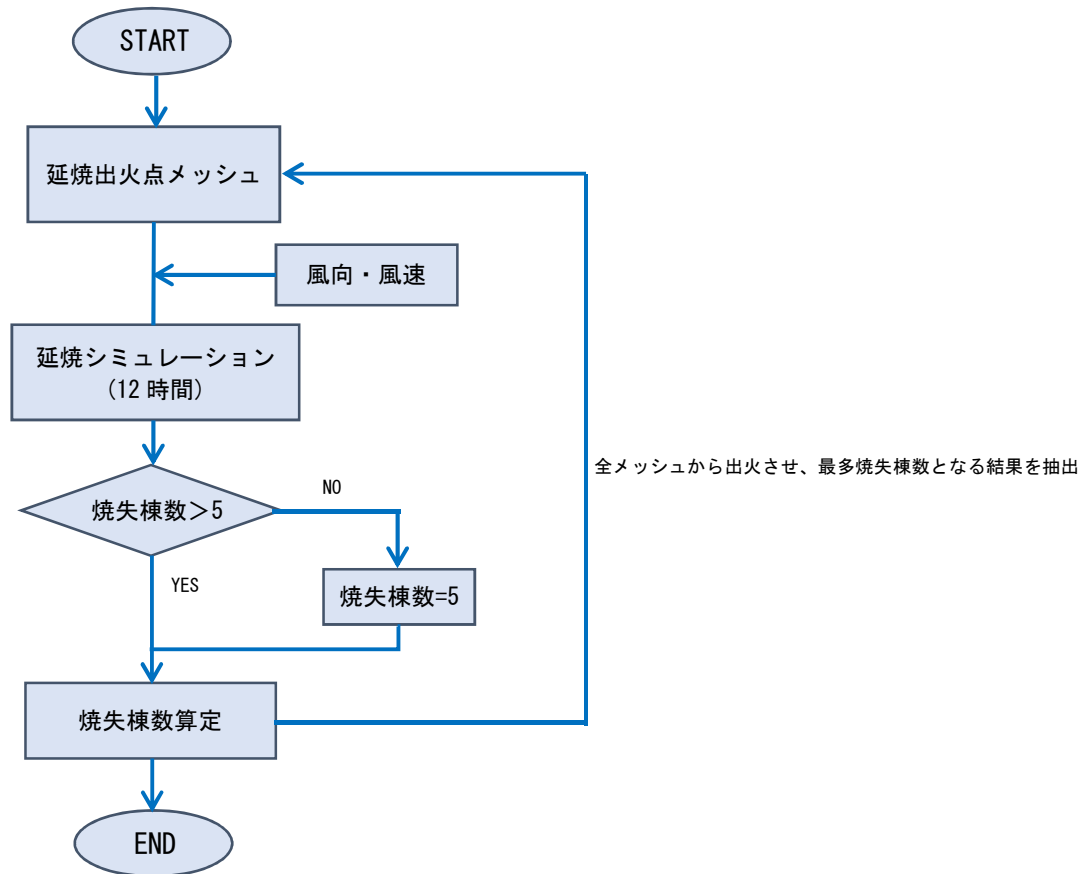 START
延焼出火点メッシュ
風向・風速
延焼シミュレーション
(12 時間)
全メッシュから出火させ、最多焼失棟数となる結果を抽出
焼失棟数＞5
NO
YES
焼失棟数=5
焼失棟数算定
END